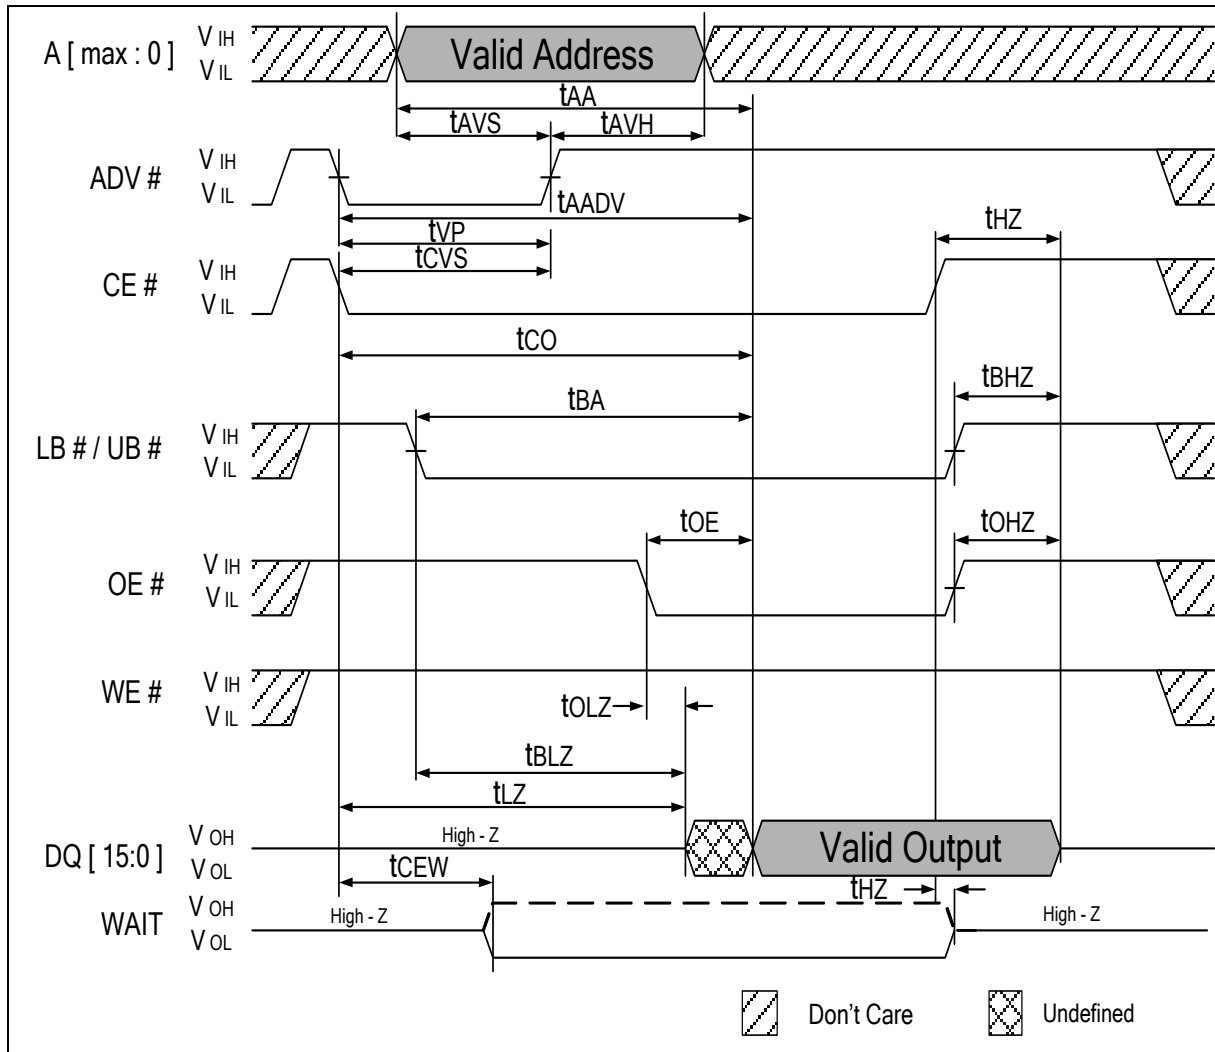 A [ max : 0 ] V IH
V IL
Valid Address
tAA
tAVS tAVH
ADV # V IH
V IL
tAADV
tVP
tCVS
tHZ
CE # V IH
V IL
tCO
tBHZ
tBA
LB # / UB # V IH
V IL
tOE tOHZ
OE # V IH
V IL
WE # V IH
V IL
tOLZ
tBLZ
tLZ
DQ [ 15:0 ] V OH
V OL
High - Z
Valid Output
tCEW tHZ
WAIT V OH
V OL
High - Z High - Z
Don't Care Undefined